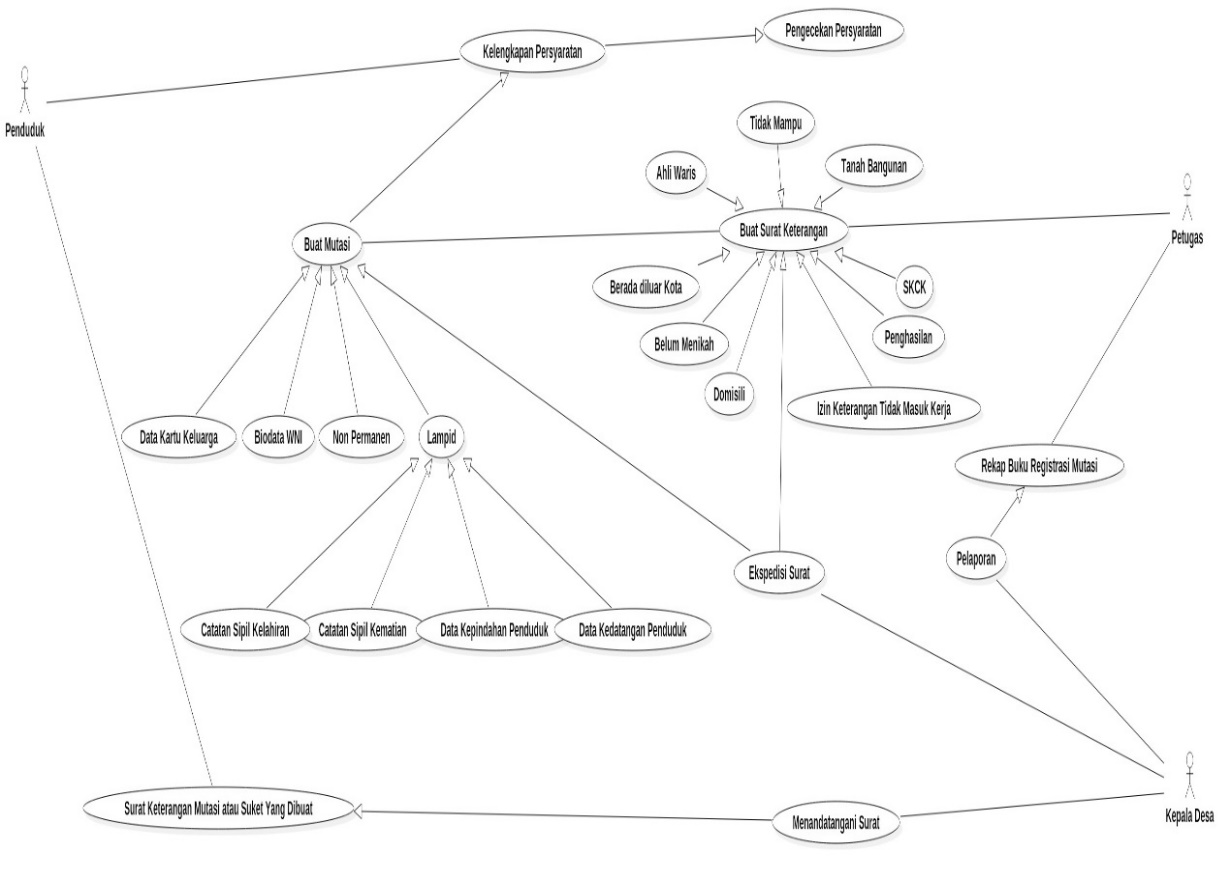 Pengecekan Persyaratan
Kelengkapan Persyaratan
Penduduk
Tidak Mampu
Ahli Waris
Tanah Bangunan
Buat Mutasi
Buat Surat Keterangan
Petugas
Berada diluar Kota
SKCK
Belum Menikah
Penghasilan
Domisili
Izin Keterangan Tidak Masuk Kerja
Data Kartu Keluarga
Biodata WNI
Non Permanen
Lampid
Rekap Buku Registrasi Mutasi
Ekspedisi Surat
Pelaporan
Catatan Sipil Kelahiran
Catatan Sipil Kematian
Data Kepindahan Penduduk
Data Kedatangan Penduduk
Surat Keterangan Mutasi atau Suket Yang Dibuat
Menandatangani Surat
Kepala Desa